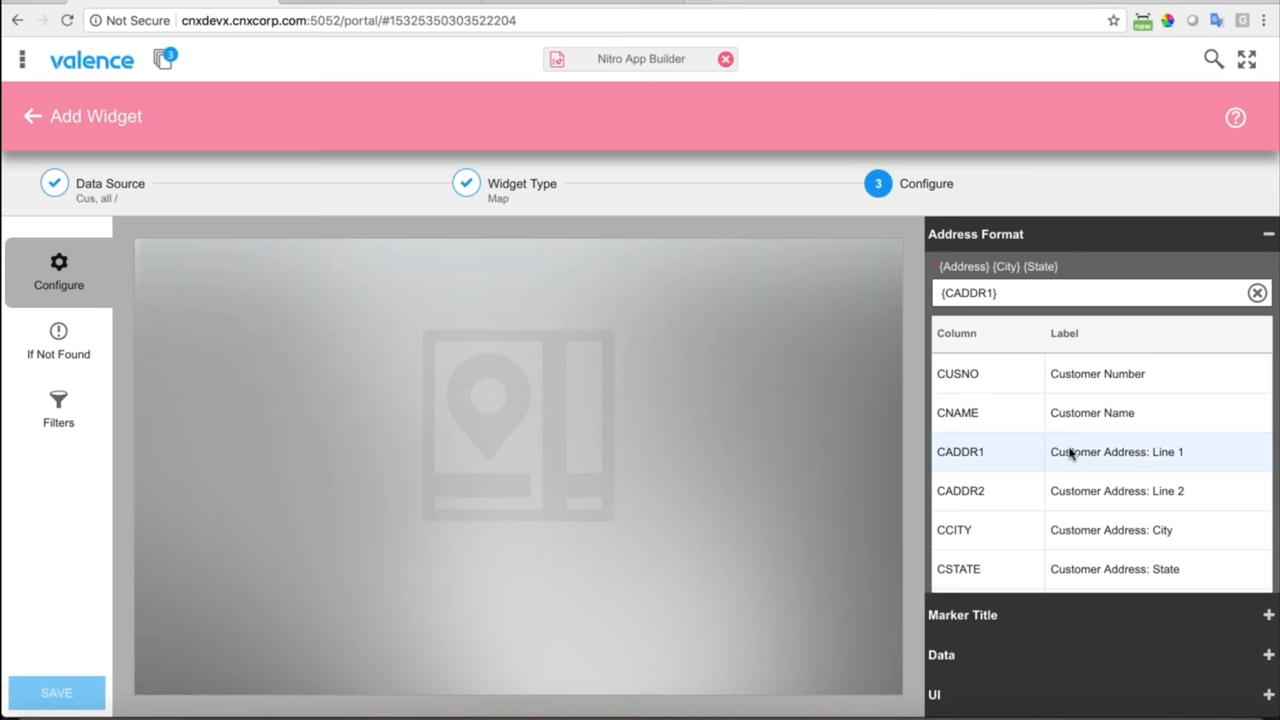 Not Secure cnxdevx.cnxcorp.com:5052/portal/#15325350303522204
new
G
valence
3
Nitro App Builder
Add Widget
Data Source
Cus, all /
Widget Type
Map
3
Configure
Configure
If Not Found
Filters
SAVE
Address Format
* {Address} {City} {State}
{CADDR1}
Column Label
CUSNO Customer Number
CNAME Customer Name
CADDR1 Customer Address: Line 1
CADDR2 Customer Address: Line 2
CCITY Customer Address: City
CSTATE Customer Address: State
Marker Title
Data
UI